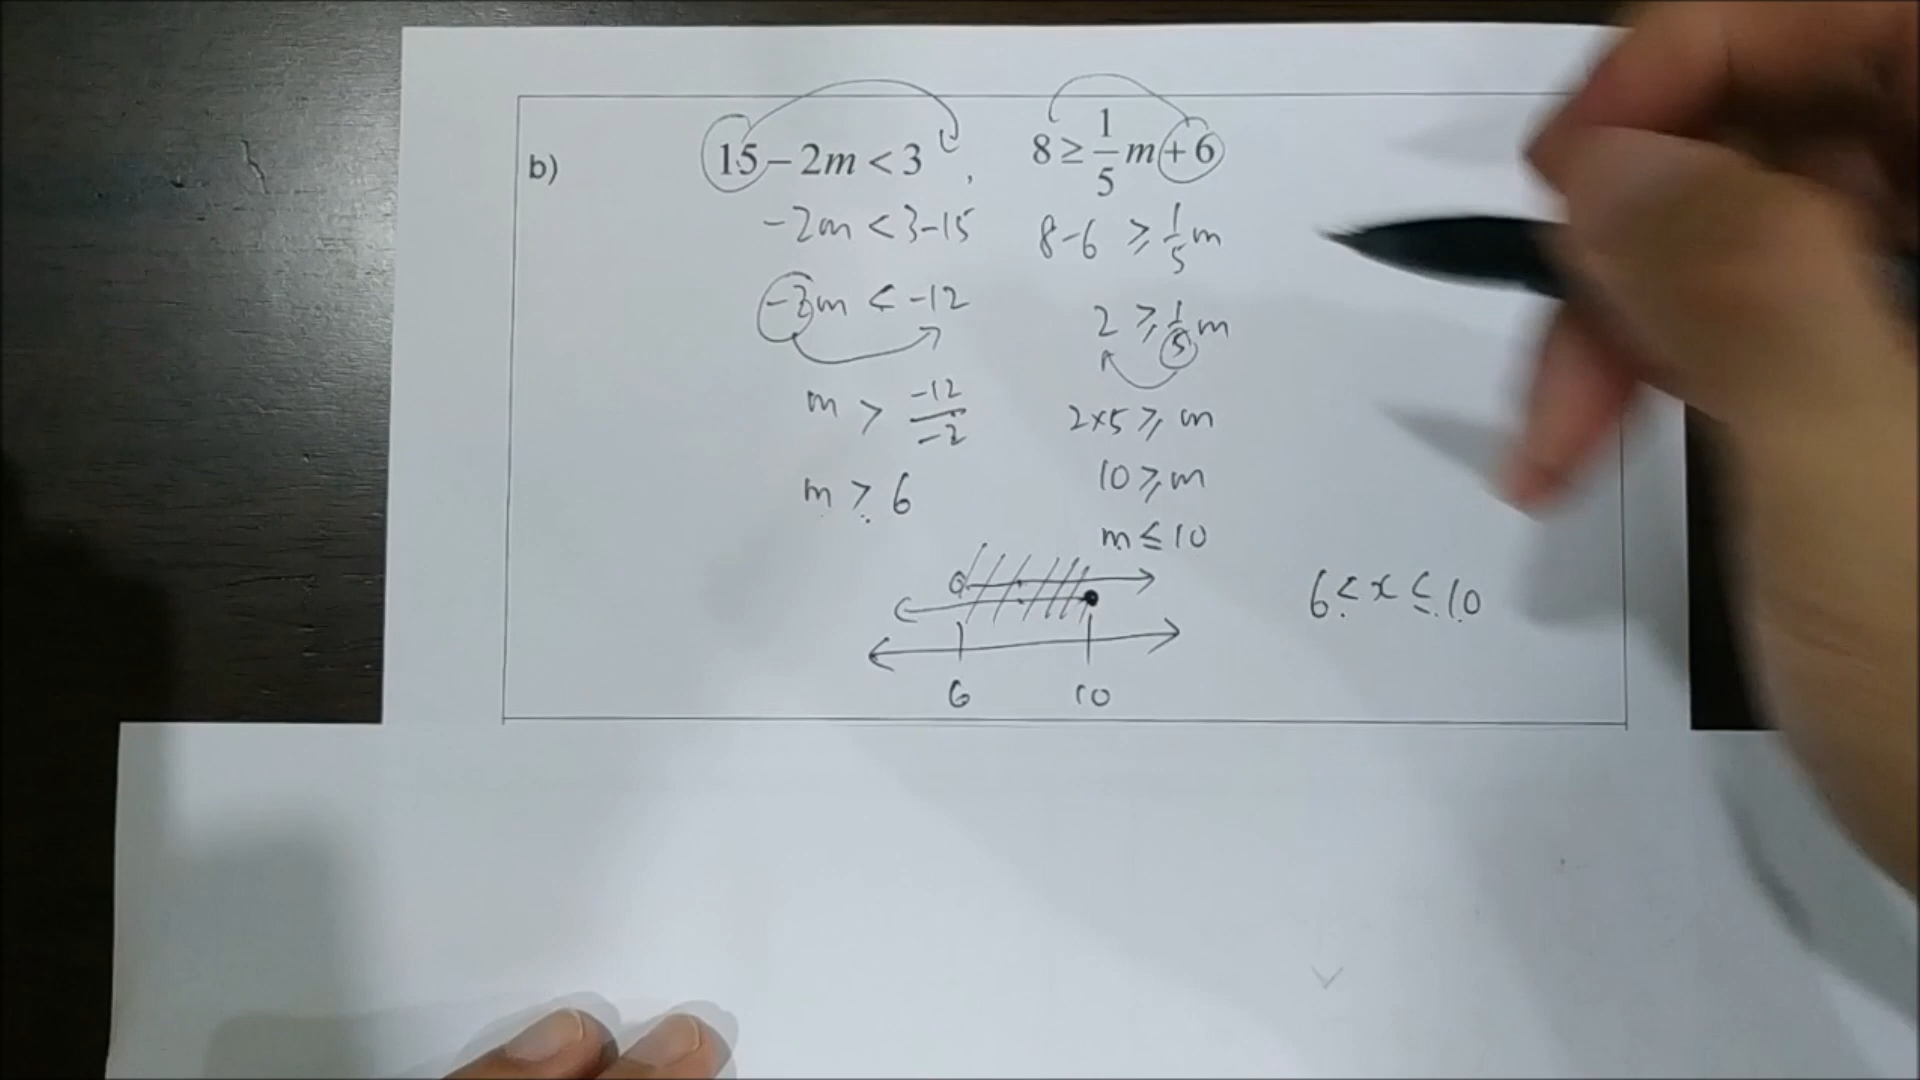 b) 15 − 2m < 3 , 8 ≥ 1/5 m + 6
-2m < 3-15
8-6 ≥ 1/5 m
-2m < -12
2 ≥ 1/5 m
m > -12/-2
2×5 ≥ m
m > 6
10 ≥ m
m ≤ 10
6 < x ≤ 10
6 10